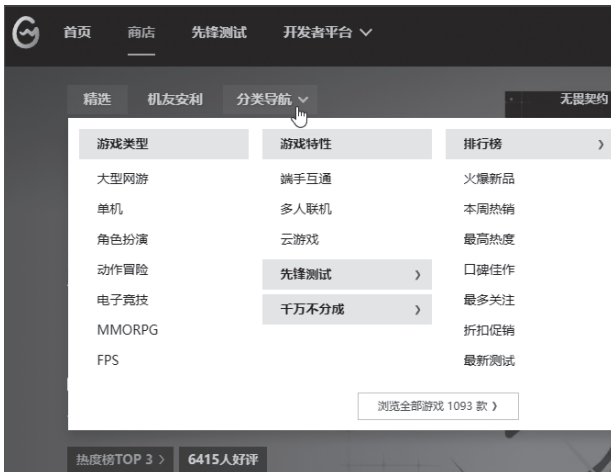 首页 商店 先锋测试 开发者平台
精选 机友安利 分类导航
无畏契约
游戏类型
大型网游
单机
角色扮演
动作冒险
电子竞技
MMORPG
FPS
游戏特性
端手互通
多人联机
云游戏
先锋测试
千万不分成
排行榜
火爆新品
本周热销
最高热度
口碑佳作
最多关注
折扣促销
最新测试
浏览全部游戏 1093 款
热度榜TOP 3 6415人好评